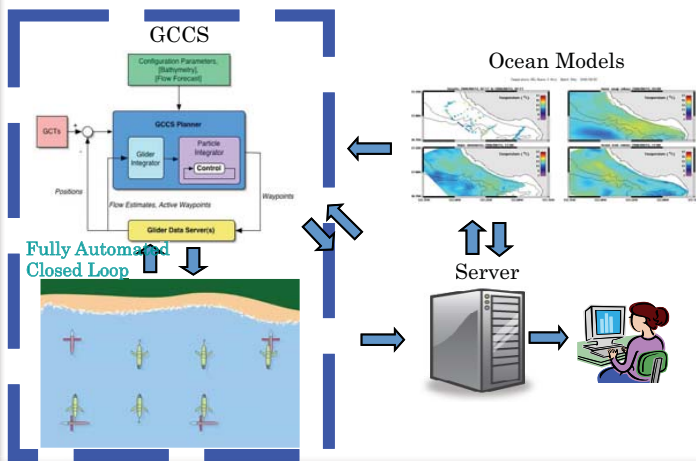 GCCS
Ocean Models
Configuration Parameters,
[Bathymetry],
[Flow Forecast]
GCTs
+
-
GCCS Planner
Glider
Integrator
Particle
Integrator
Control
Positions
Flow Estimates, Active Waypoints
Waypoints
Glider Data Server(s)
Fully Automated
Closed Loop
Server
Temperature (°C)
Temperature (°C)
Temperature (°C)
Temperature (°C)